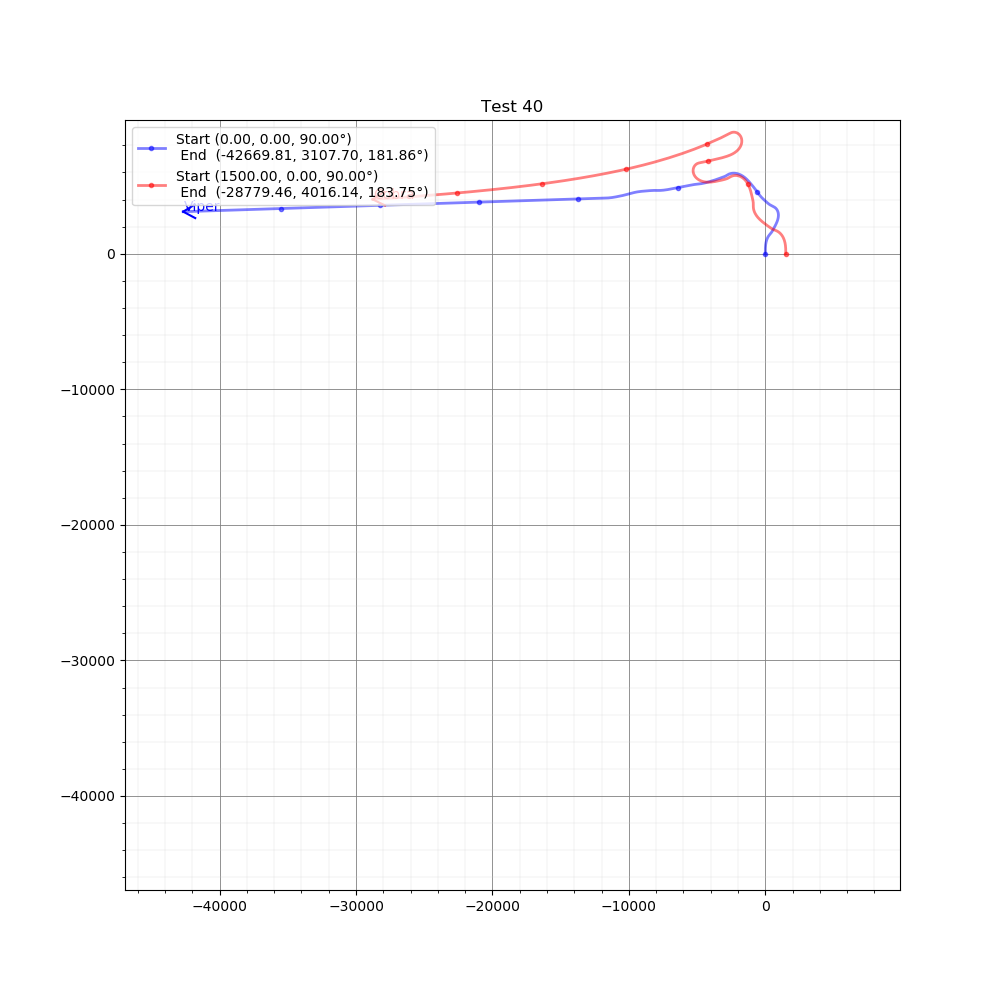 Test 40
Start (0.00, 0.00, 90.00°)
End (-42669.81, 3107.70, 181.86°)
Start (1500.00, 0.00, 90.00°)
End (-28779.46, 4016.14, 183.75°)
0
−10000
−20000
−30000
−40000
−40000 −30000 −20000 −10000 0